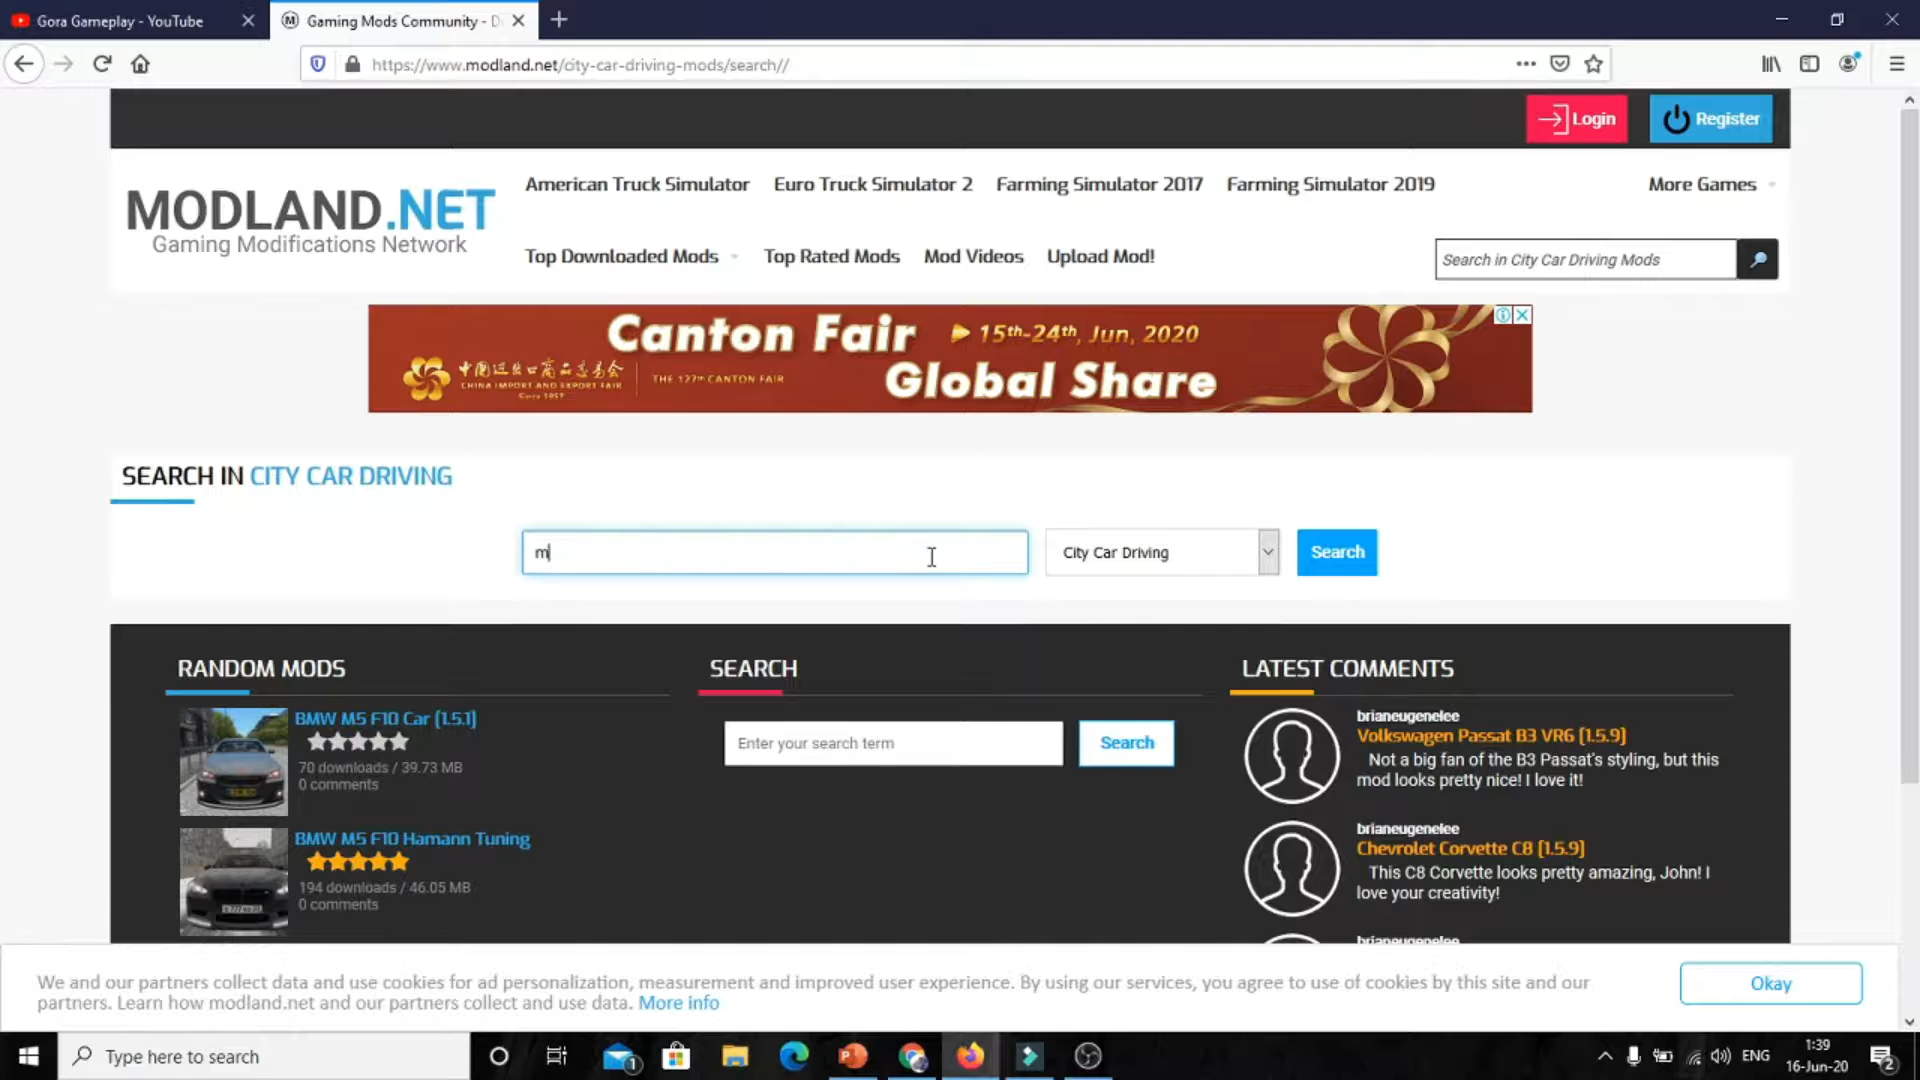 Gora Gameplay - YouTube
Gaming Mods Community - D
https://www.modland.net/city-car-driving-mods/search//
Login
Register
MODLAND.NET
Gaming Modifications Network
American Truck Simulator
Euro Truck Simulator 2
Farming Simulator 2017
Farming Simulator 2019
More Games
Top Downloaded Mods
Top Rated Mods
Mod Videos
Upload Mod!
Search in City Car Driving Mods
Canton Fair
15th-24th, Jun, 2020
中国进出口商品交易会
CHINA IMPORT AND EXPORT FAIR
Since 1957
THE 127th CANTON FAIR
Global Share
SEARCH IN CITY CAR DRIVING
m
City Car Driving
Search
RANDOM MODS
BMW M5 F10 Car [1.5.1]
70 downloads / 39.73 MB
0 comments
BMW M5 F10 Hamann Tuning
194 downloads / 46.05 MB
0 comments
SEARCH
Enter your search term
Search
LATEST COMMENTS
brianeugenelee
Volkswagen Passat B3 VR6 [1.5.9]
Not a big fan of the B3 Passat's styling, but this
mod looks pretty nice! I love it!
brianeugenelee
Chevrolet Corvette C8 [1.5.9]
This C8 Corvette looks pretty amazing, John! I
love your creativity!
brianeugenelee
We and our partners collect data and use cookies for ad personalization, measurement and improved user experience. By using our services, you agree to use of cookies by this site and our
partners. Learn how modland.net and our partners collect and use data. More info
Okay
Type here to search
1
ENG
1:39
16-Jun-20
2